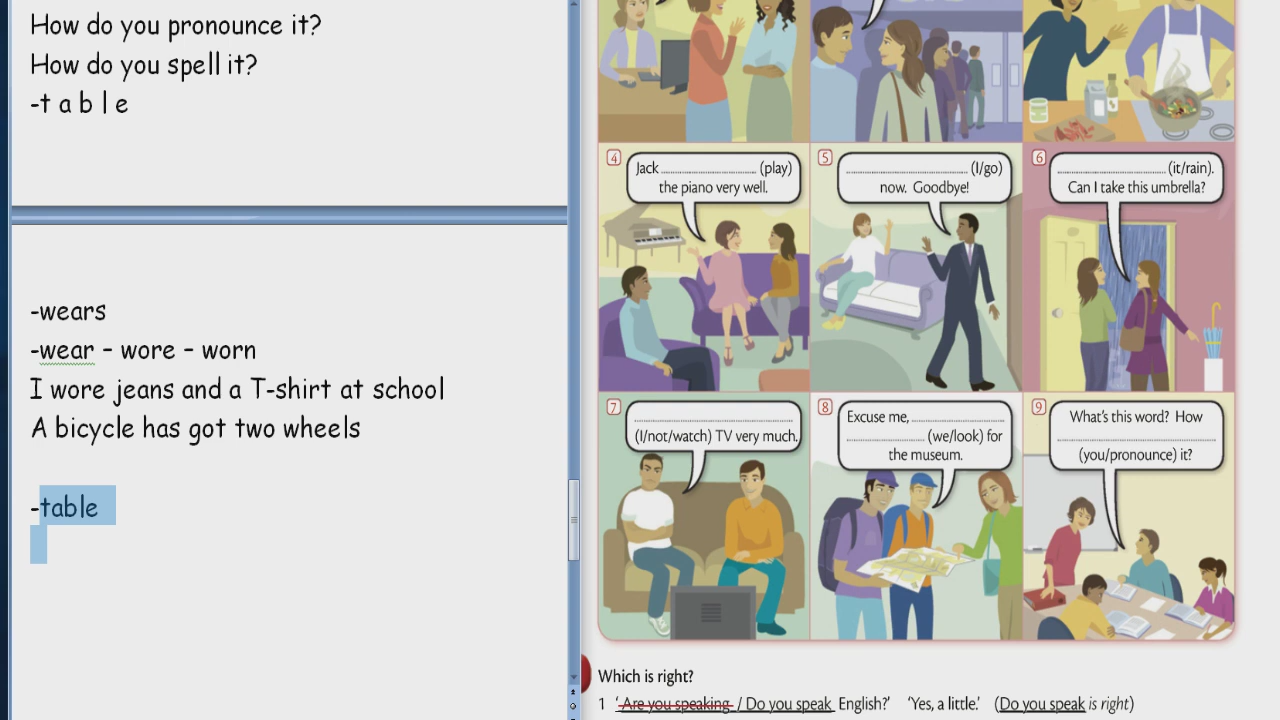 How do you pronounce it?
How do you spell it?
-t a b l e
-wears
-wear – wore – worn
I wore jeans and a T-shirt at school
A bicycle has got two wheels
-table
4
Jack .............................. (play)
the piano very well.
5
.............................. (I/go)
now. Goodbye!
6
.............................. (it/rain).
Can I take this umbrella?
7
..............................
(I/not/watch) TV very much.
8
Excuse me, ..............................
.............................. (we/look) for
the museum.
9
What's this word? How
..............................
(you/pronounce) it?
Which is right?
1 'Are you speaking / Do you speak English?' 'Yes, a little.' (Do you speak is right)